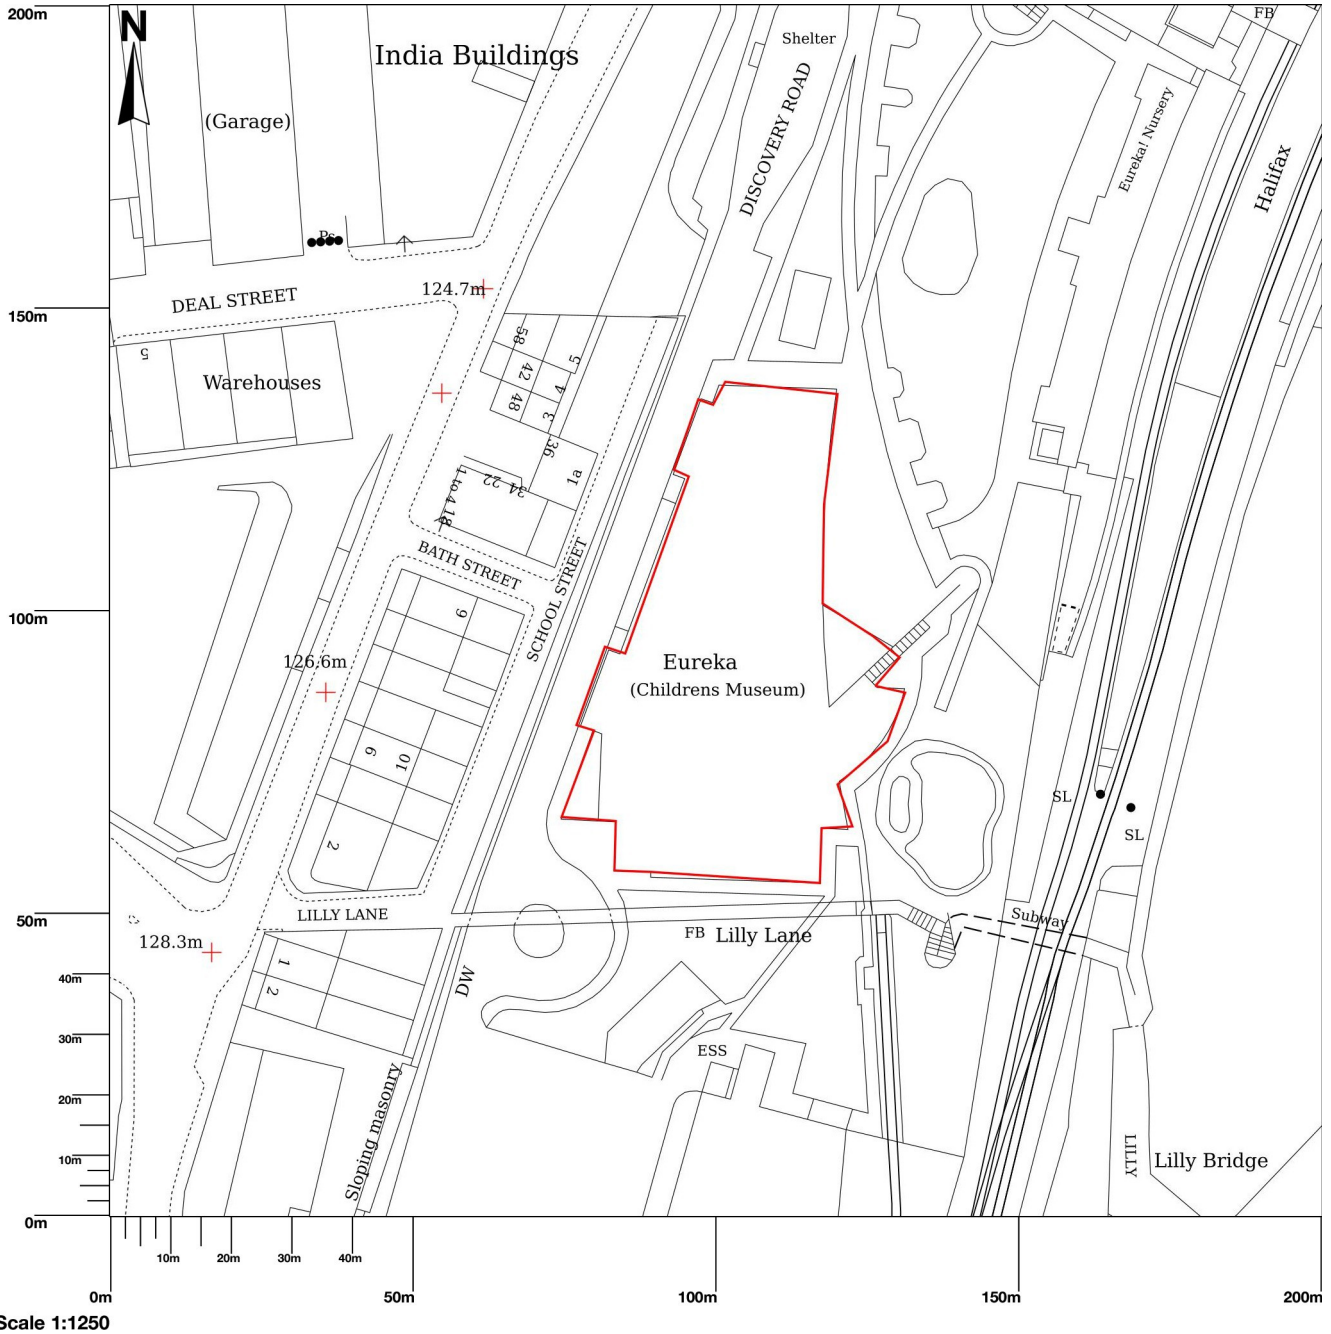 200m
N
India Buildings
Shelter
FB
(Garage)
DISCOVERY ROAD
Eureka! Nursery
Halifax
Ps
124.7m
DEAL STREET
150m
5
Warehouses
58
42
48
5
4
3
36
1a
34
22
1 to 4
18
BATH STREET
SCHOOL STREET
9
100m
126.6m
Eureka
(Childrens Museum)
9
10
2
SL
SL
50m
LILLY LANE
128.3m
FB
Lilly Lane
Subway
1
2
DW
40m
30m
ESS
20m
Sloping masonry
10m
LILLY
Lilly Bridge
0m
10m
20m
30m
40m
0m
50m
100m
150m
200m
Scale 1:1250